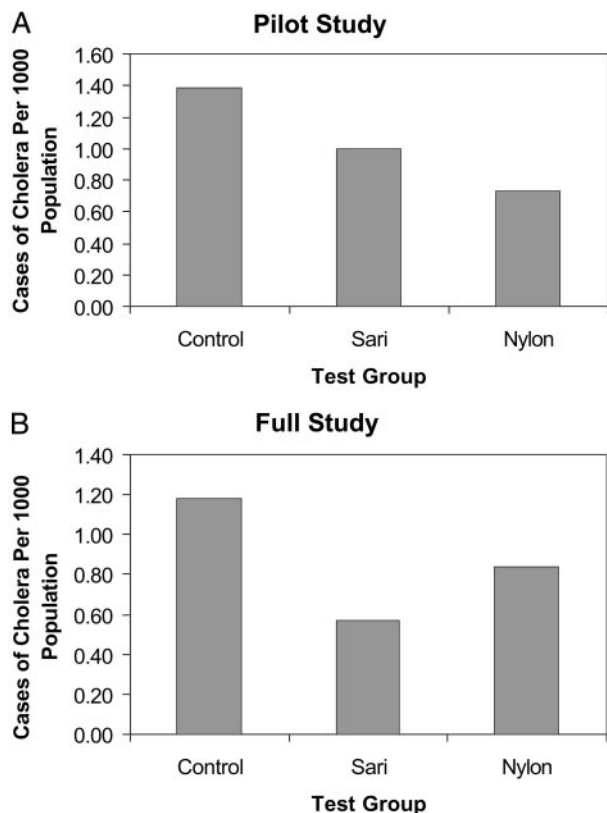 A
Pilot Study
Cases of Cholera Per 1000
Population
1.60
1.40
1.20
1.00
0.80
0.60
0.40
0.20
0.00
Control Sari Nylon
Test Group
B
Full Study
Cases of Cholera Per 1000
Population
1.40
1.20
1.00
0.80
0.60
0.40
0.20
0.00
Control Sari Nylon
Test Group